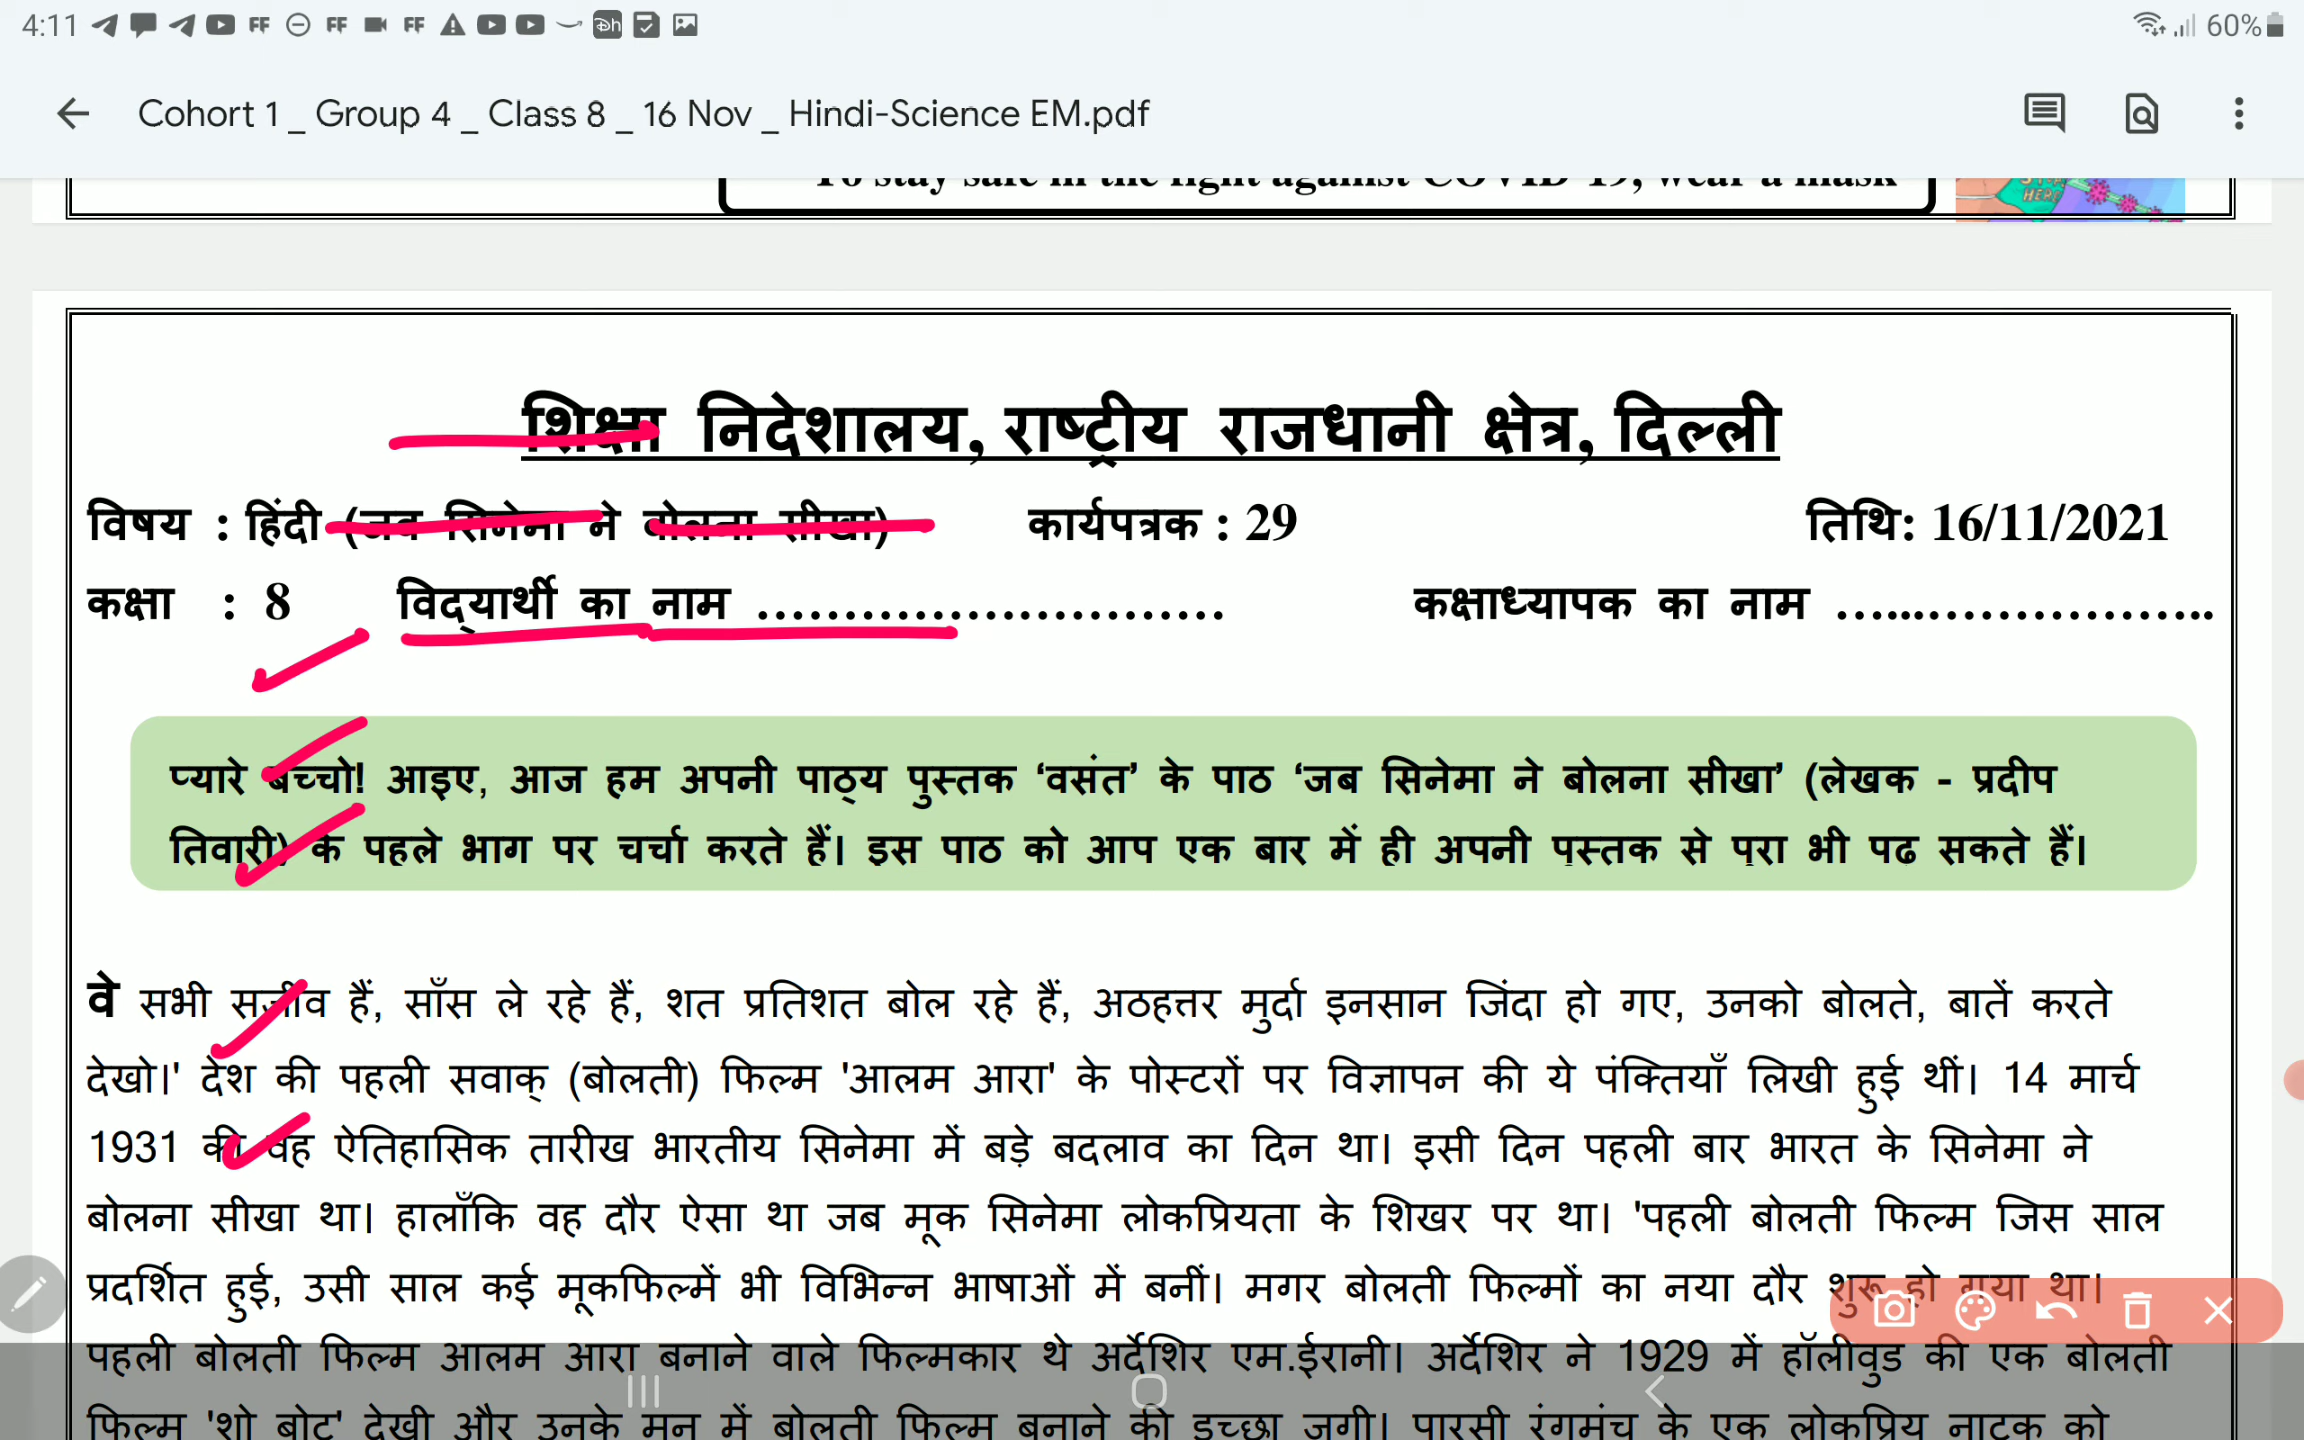 4:11
60%
Cohort 1 _ Group 4 _ Class 8 _ 16 Nov _ Hindi-Science EM.pdf
To stay safe in the fight against COVID 19, wear a mask
शिक्षा निदेशालय, राष्ट्रीय राजधानी क्षेत्र, दिल्ली
विषय : हिंदी (जब सिनेमा ने बोलना सीखा) कार्यपत्रक : 29 तिथि: 16/11/2021
कक्षा : 8 विद्यार्थी का नाम .............................. कक्षाध्यापक का नाम ..............................
प्यारे बच्चो! आइए, आज हम अपनी पाठ्य पुस्तक ‘वसंत’ के पाठ ‘जब सिनेमा ने बोलना सीखा’ (लेखक - प्रदीप
तिवारी) के पहले भाग पर चर्चा करते हैं। इस पाठ को आप एक बार में ही अपनी पुस्तक से पूरा भी पढ सकते हैं।
वे सभी सजीव हैं, साँस ले रहे हैं, शत प्रतिशत बोल रहे हैं, अठहत्तर मुर्दा इनसान जिंदा हो गए, उनको बोलते, बातें करते
देखो।' देश की पहली सवाक् (बोलती) फिल्म 'आलम आरा' के पोस्टरों पर विज्ञापन की ये पंक्तियाँ लिखी हुई थीं। 14 मार्च
1931 की वह ऐतिहासिक तारीख भारतीय सिनेमा में बड़े बदलाव का दिन था। इसी दिन पहली बार भारत के सिनेमा ने
बोलना सीखा था। हालाँकि वह दौर ऐसा था जब मूक सिनेमा लोकप्रियता के शिखर पर था। 'पहली बोलती फिल्म जिस साल
प्रदर्शित हुई, उसी साल कई मूकफिल्में भी विभिन्न भाषाओं में बनीं। मगर बोलती फिल्मों का नया दौर शुरू हो गया था।
पहली बोलती फिल्म आलम आरा बनाने वाले फिल्मकार थे अर्देशिर एम.ईरानी। अर्देशिर ने 1929 में हॉलीवुड की एक बोलती
फिल्म 'शो बोट' देखी और उनके मन में बोलती फिल्म बनाने की इच्छा जगी। पारसी रंगमंच के एक लोकप्रिय नाटक को